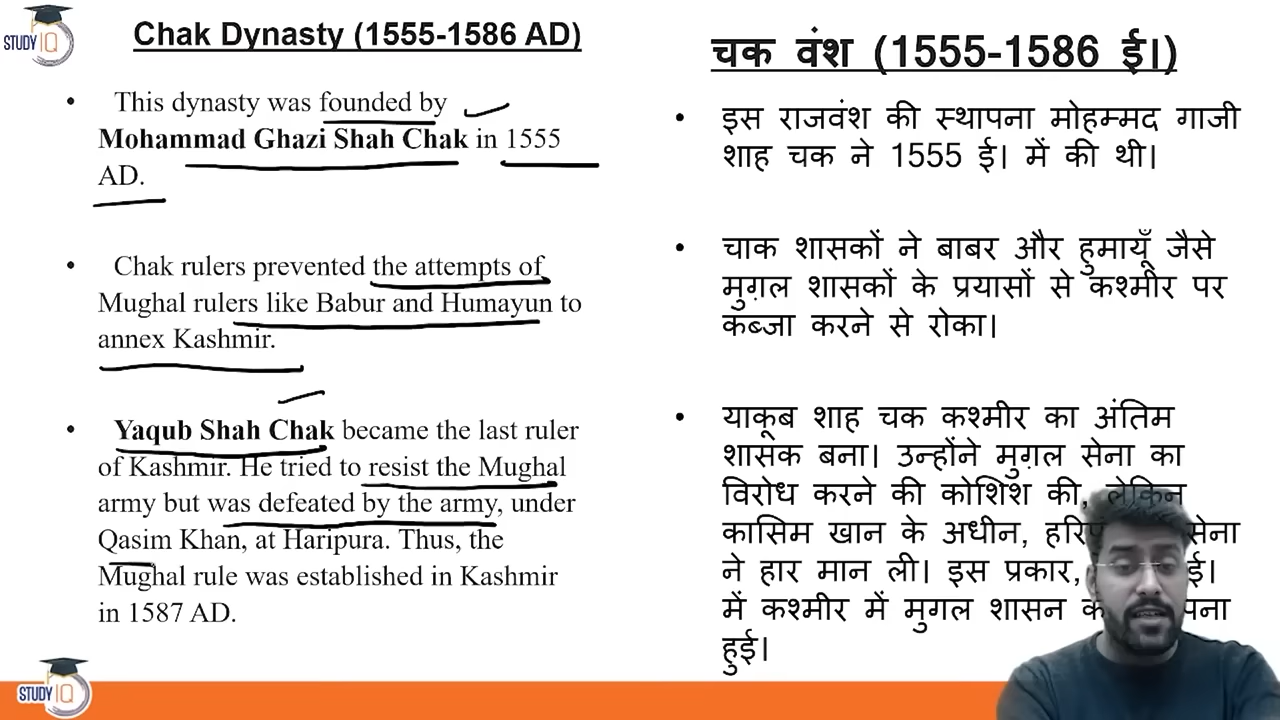 STUDY IQ
Chak Dynasty (1555-1586 AD)
• This dynasty was founded by
Mohammad Ghazi Shah Chak in 1555
AD.
• Chak rulers prevented the attempts of
Mughal rulers like Babur and Humayun to
annex Kashmir.
• Yaqub Shah Chak became the last ruler
of Kashmir. He tried to resist the Mughal
army but was defeated by the army, under
Qasim Khan, at Haripura. Thus, the
Mughal rule was established in Kashmir
in 1587 AD.
चक वंश (1555-1586 ई।)
• इस राजवंश की स्थापना मोहम्मद गाजी
शाह चक ने 1555 ई। में की थी।
• चाक शासकों ने बाबर और हुमायूँ जैसे
मुग़ल शासकों के प्रयासों से कश्मीर पर
कब्जा करने से रोका।
• याकूब शाह चक कश्मीर का अंतिम
शासक बना। उन्होंने मुग़ल सेना का
विरोध करने की कोशिश की, लेकिन
कासिम खान के अधीन, सेना
ने हार मान ली। इस प्रकार, ई।
में कश्मीर में मुगल शासन
हुई।
STUDY IQ